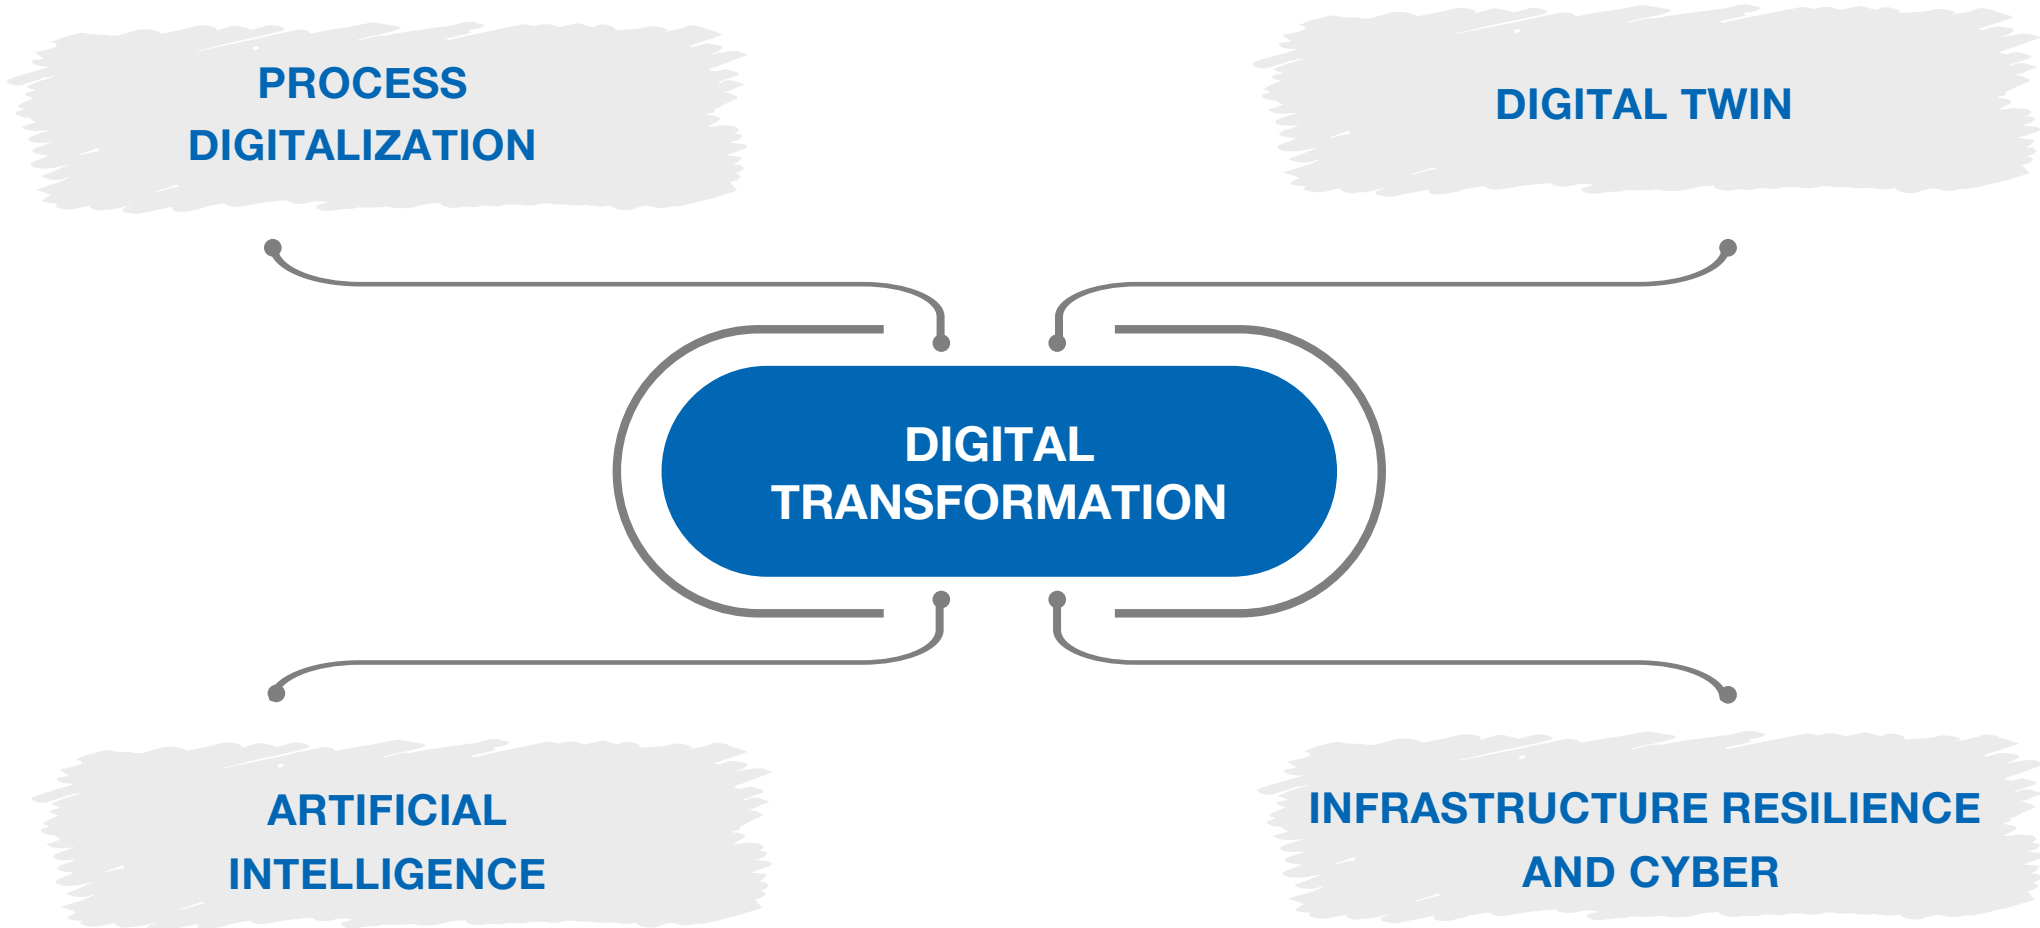 PROCESS
DIGITALIZATION
DIGITAL TWIN
DIGITAL
TRANSFORMATION
ARTIFICIAL
INTELLIGENCE
INFRASTRUCTURE RESILIENCE
AND CYBER